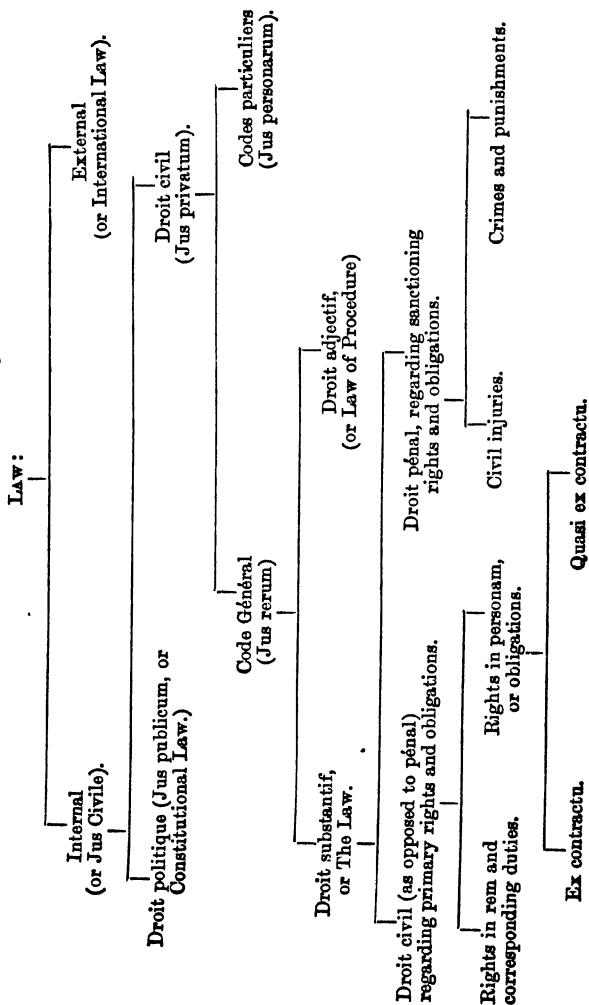 LAW:
Internal
(or Jus Civile).
External
(or International Law).
Droit politique (Jus publicum, or
Constitutional Law.)
Droit civil
(Jus privatum).
Code Général
(Jus rerum)
Codes particuliers
(Jus personarum).
Droit substantif,
or The Law.
Droit adjectif,
(or Law of Procedure)
Droit civil (as opposed to pénal)
regarding primary rights and obligations.
Droit pénal, regarding sanctioning
rights and obligations.
Rights in rem and
corresponding duties.
Rights in personam,
or obligations.
Civil injuries.
Crimes and punishments.
Ex contractu.
Quasi ex contractu.